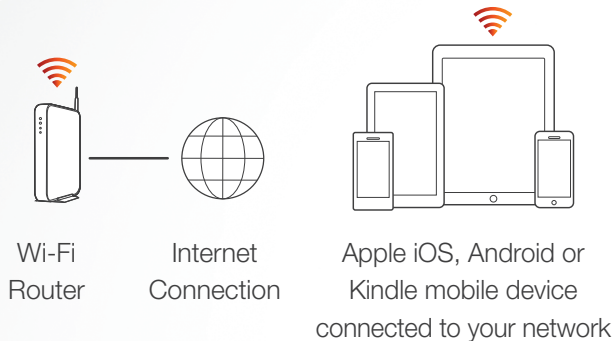 Wi-Fi
Router
Internet
Connection
Apple iOS, Android or
Kindle mobile device
connected to your network